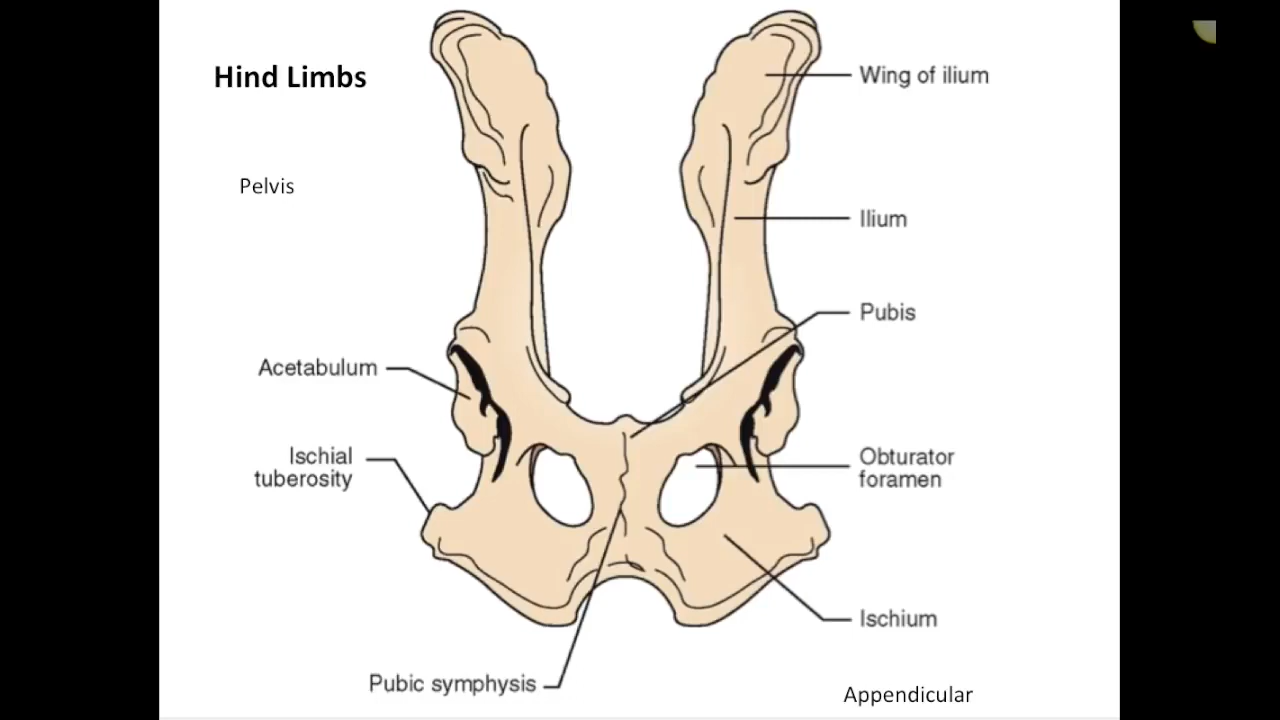 Hind Limbs
Wing of ilium
Pelvis
Ilium
Pubis
Acetabulum
Ischial
tuberosity
Obturator
foramen
Ischium
Pubic symphysis
Appendicular